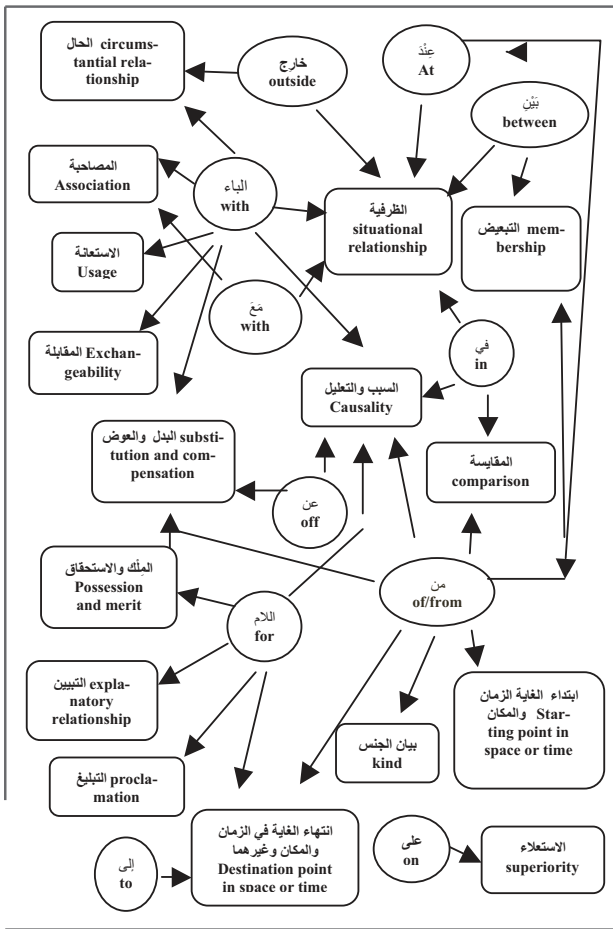 الحال circums-
tantial rela-
tionship
خارج
outside
عِنْدَ
At
بَيْنِ
between
المصاحبة
Association
الباء
with
الظرفية
situational
relationship
التبعيض mem-
bership
الاستعانة
Usage
مَعَ
with
في
in
المقابلة Exchan-
geability
السبب والتعليل
Causality
البدل والعوض substi-
tution and com-
pensation
المقايسة
comparison
عن
off
المِلْك والاستحقاق
Possession
and merit
من
of/from
اللام
for
التبيين expla-
natory
relationship
ابتداء الغاية الزمان
والمكان Star-
ting point in
space or time
بيان الجنس
kind
التبليغ procla-
mation
انتهاء الغاية في الزمان
والمكان وغيرهما
Destination point
in space or time
على
on
الاستعلاء
superiority
إلى
to